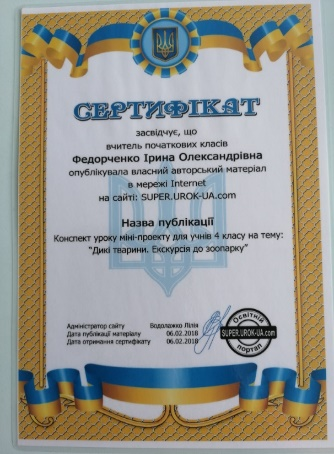 СЕРТИФІКАТ
засвідчує, що
вчитель початкових класів
Федорченко Ірина Олександрівна
опублікувала власний авторський матеріал
в мережі Internet
на сайті: SUPER.UROK-UA.com
Назва публікації
Конспект уроку міні-проекту для учнів 4 класу на тему:
"Дикі тварини. Екскурсія до зоопарку"
Адміністратор сайту Водолажко Лілія
Дата публікації матеріалу 06.02.2018
Дата отримання сертифікату 06.02.2018
Освітній
SUPER.UROK-UA.com
портал